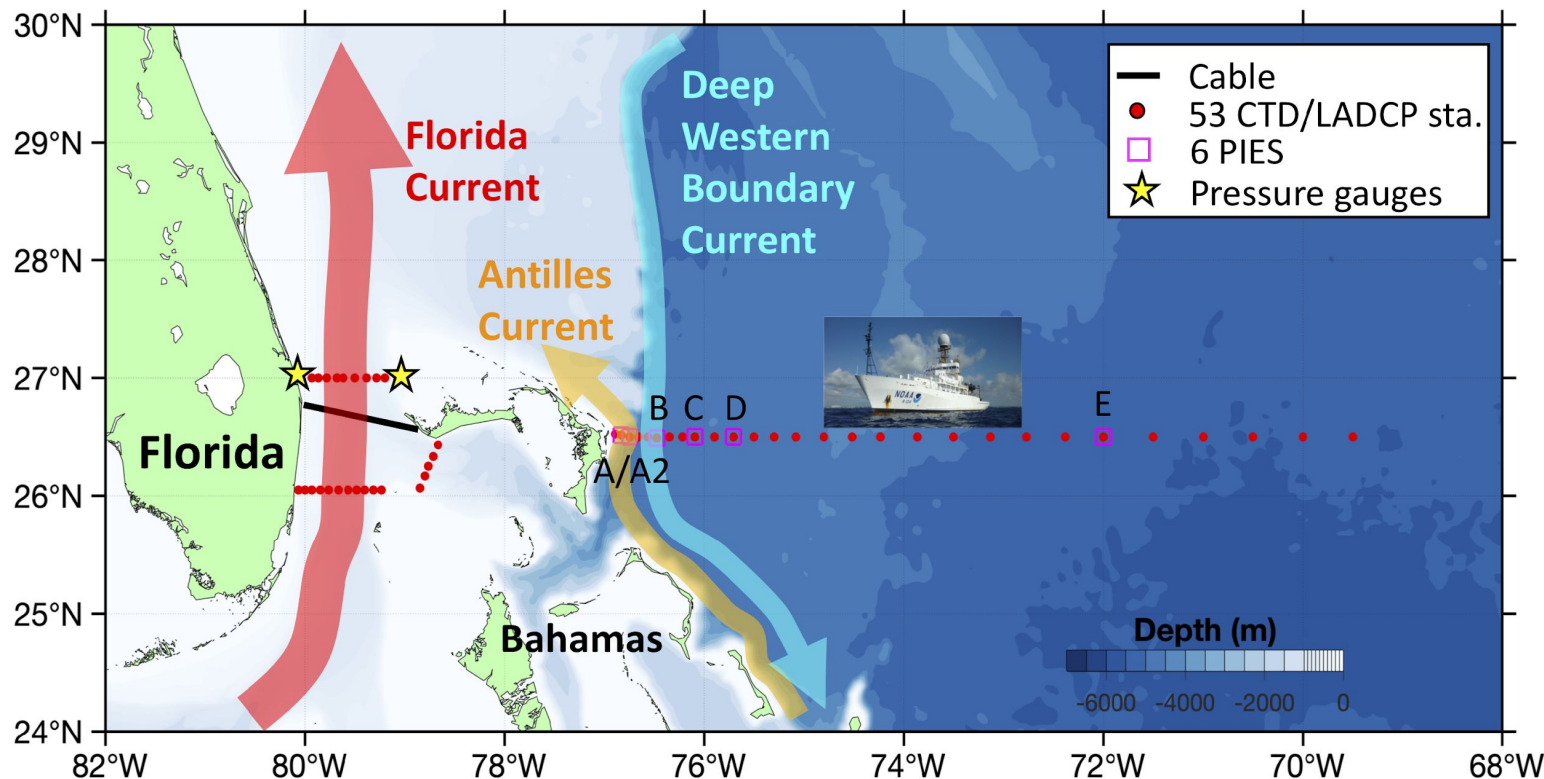 30°N
29°N
28°N
27°N
26°N
25°N
24°N
82°W
80°W
78°W
76°W
74°W
72°W
70°W
68°W
Florida
Current
Deep
Western
Boundary
Current
Antilles
Current
Cable
53 CTD/LADCP sta.
6 PIES
Pressure gauges
NOAA
B
C
D
E
A/A2
Florida
Bahamas
Depth (m)
-6000
-4000
-2000
0